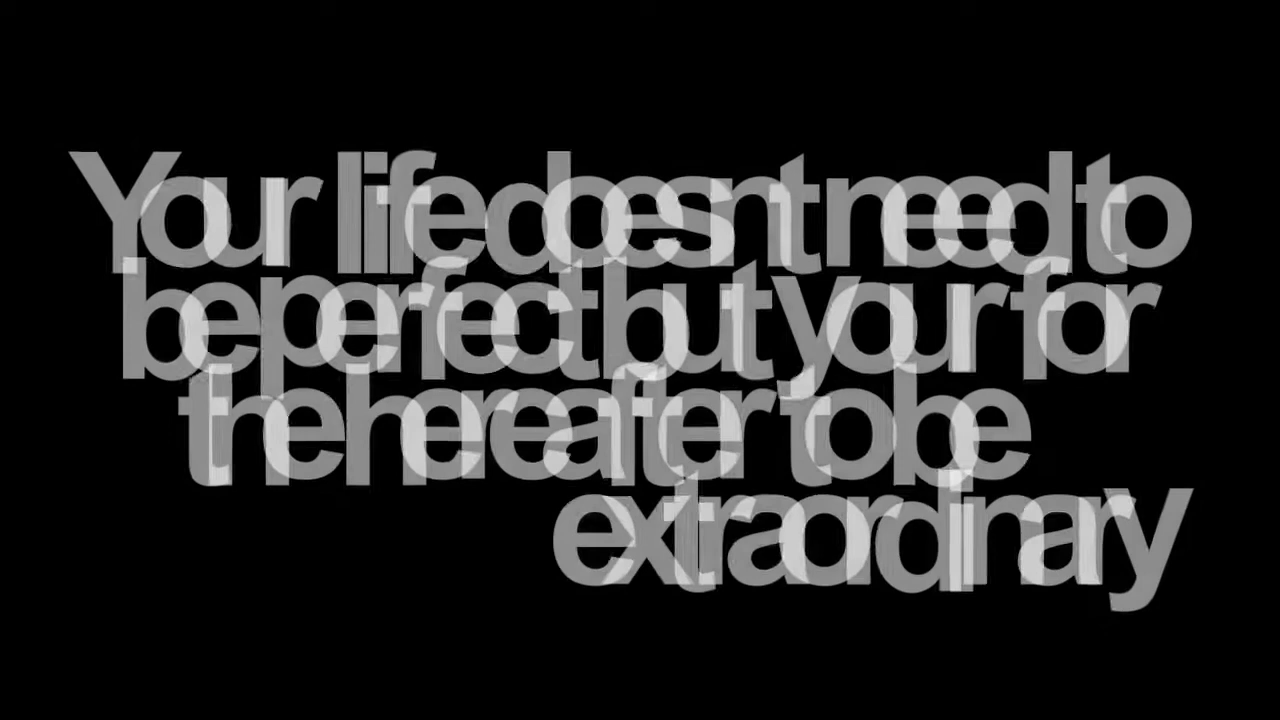 Your life doesnt need to
be perfect but your for
the hereafter to be
extraordinary